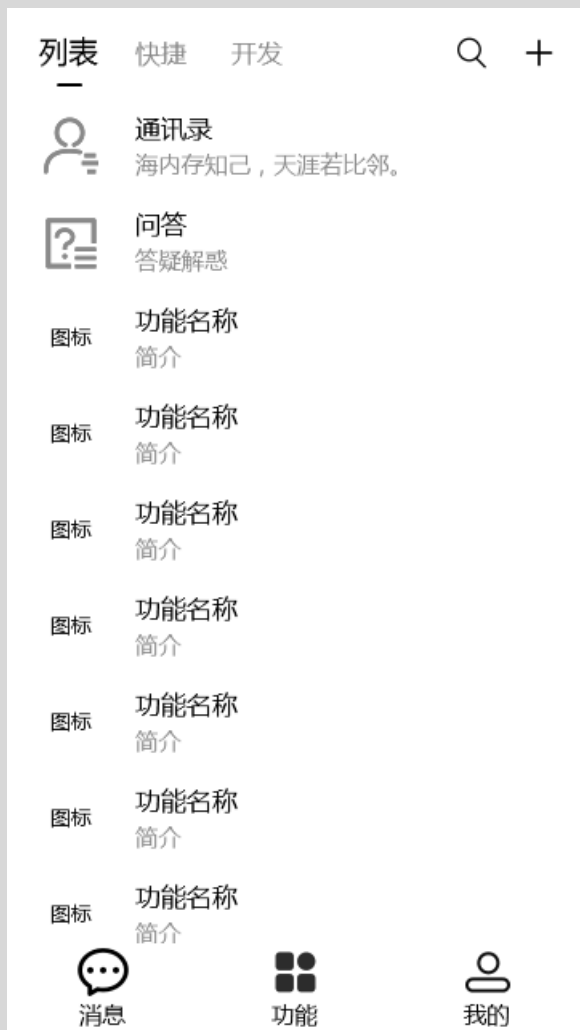 列表 快捷 开发
通讯录
海内存知己，天涯若比邻。
问答
答疑解惑
图标
功能名称
简介
图标
功能名称
简介
图标
功能名称
简介
图标
功能名称
简介
图标
功能名称
简介
图标
功能名称
简介
图标
功能名称
简介
消息 功能 我的